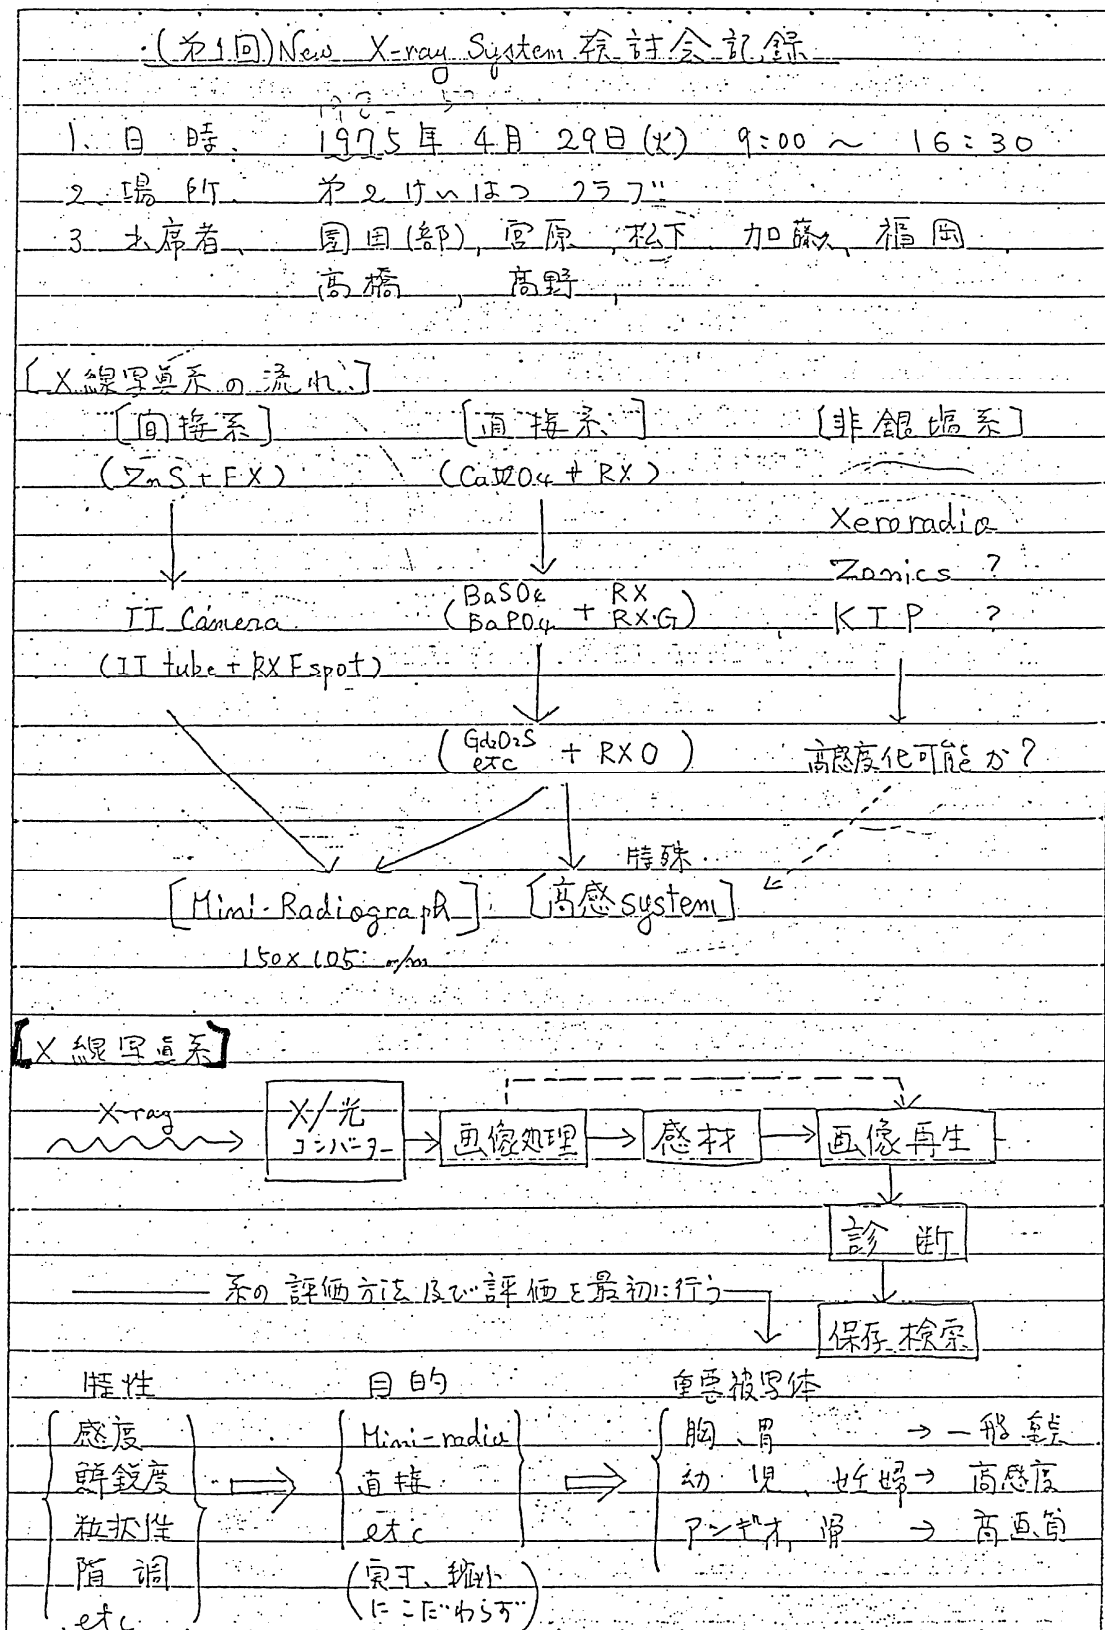 (第1回) New X-ray System 検討会記録
1. 日時. 1975年 4月 29日(火) 9:00 ~ 16:30
2. 場所. 第2けいはつクラブ
3. 出席者、 園田(部), 宮原, 松下, 加藤, 福岡,
高橋, 高野,
[X線写真系の流れ]
[間接系] [直接系] [非銀塩系]
(ZnS + FX) (CaWO4 + RX)
Xeroradio
Zonics ?
BaSO4 RX
II Camera (BaPO4 + RX・G) KIP ?
(II tube + RXF spot)
(Gd2O2S etc + RXO) 高感度化可能か?
特殊
[Mini-Radiograph] [高感system]
150×105 m/m
[X線写真系]
X-ray X/光コンバーター 画像処理 感材 画像再生
診断
系の評価方法及び評価を最初に行う
保存検索
特性 目的 重要被写体
感度 Mini-radio 胸、胃 → 一般
鮮鋭度 直接 幼児、妊婦 → 高感度
粒状性 etc アンギオ, 骨 → 高画質
階調 (実寸、縮小
etc にこだわらず)